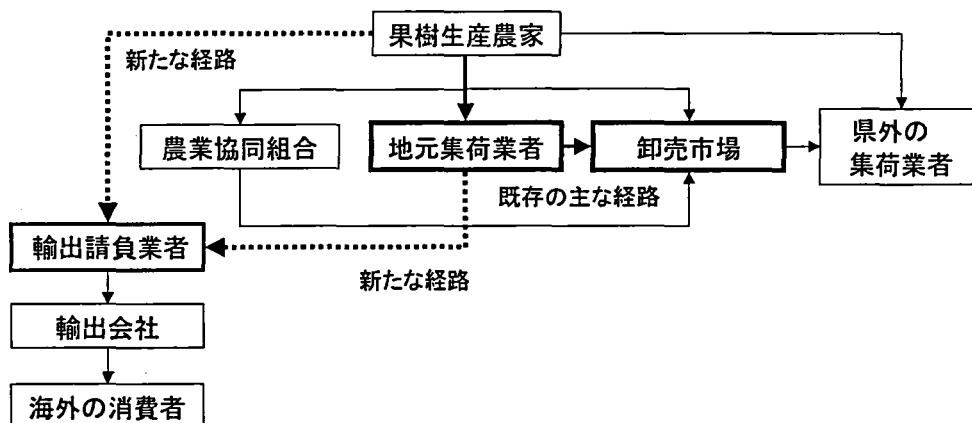 果樹生産農家
新たな経路
農業協同組合
地元集荷業者
卸売市場
県外の
集荷業者
既存の主な経路
輸出請負業者
新たな経路
輸出会社
海外の消費者